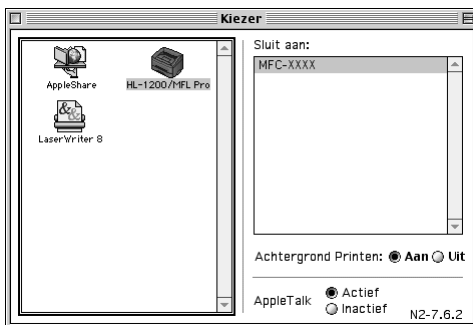 Kiezer
AppleShare
HL-1200/MFL Pro
LaserWriter 8
Sluit aan:
MFC-XXXX
Achtergrond Printen: Aan Uit
AppleTalk
Actief
Inactief
N2-7.6.2